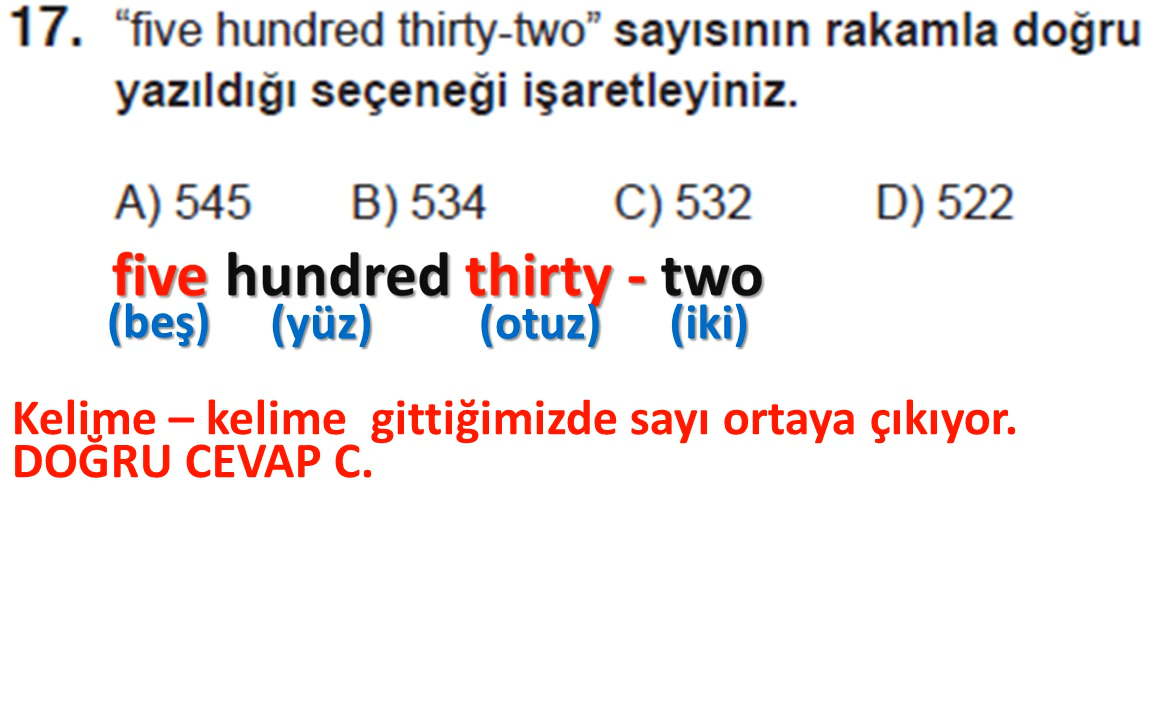 17. “five hundred thirty-two” sayısının rakamla doğru
yazıldığı seçeneği işaretleyiniz.
A) 545 B) 534 C) 532 D) 522
five hundred thirty - two
(beş) (yüz) (otuz) (iki)
Kelime – kelime gittiğimizde sayı ortaya çıkıyor.
DOĞRU CEVAP C.